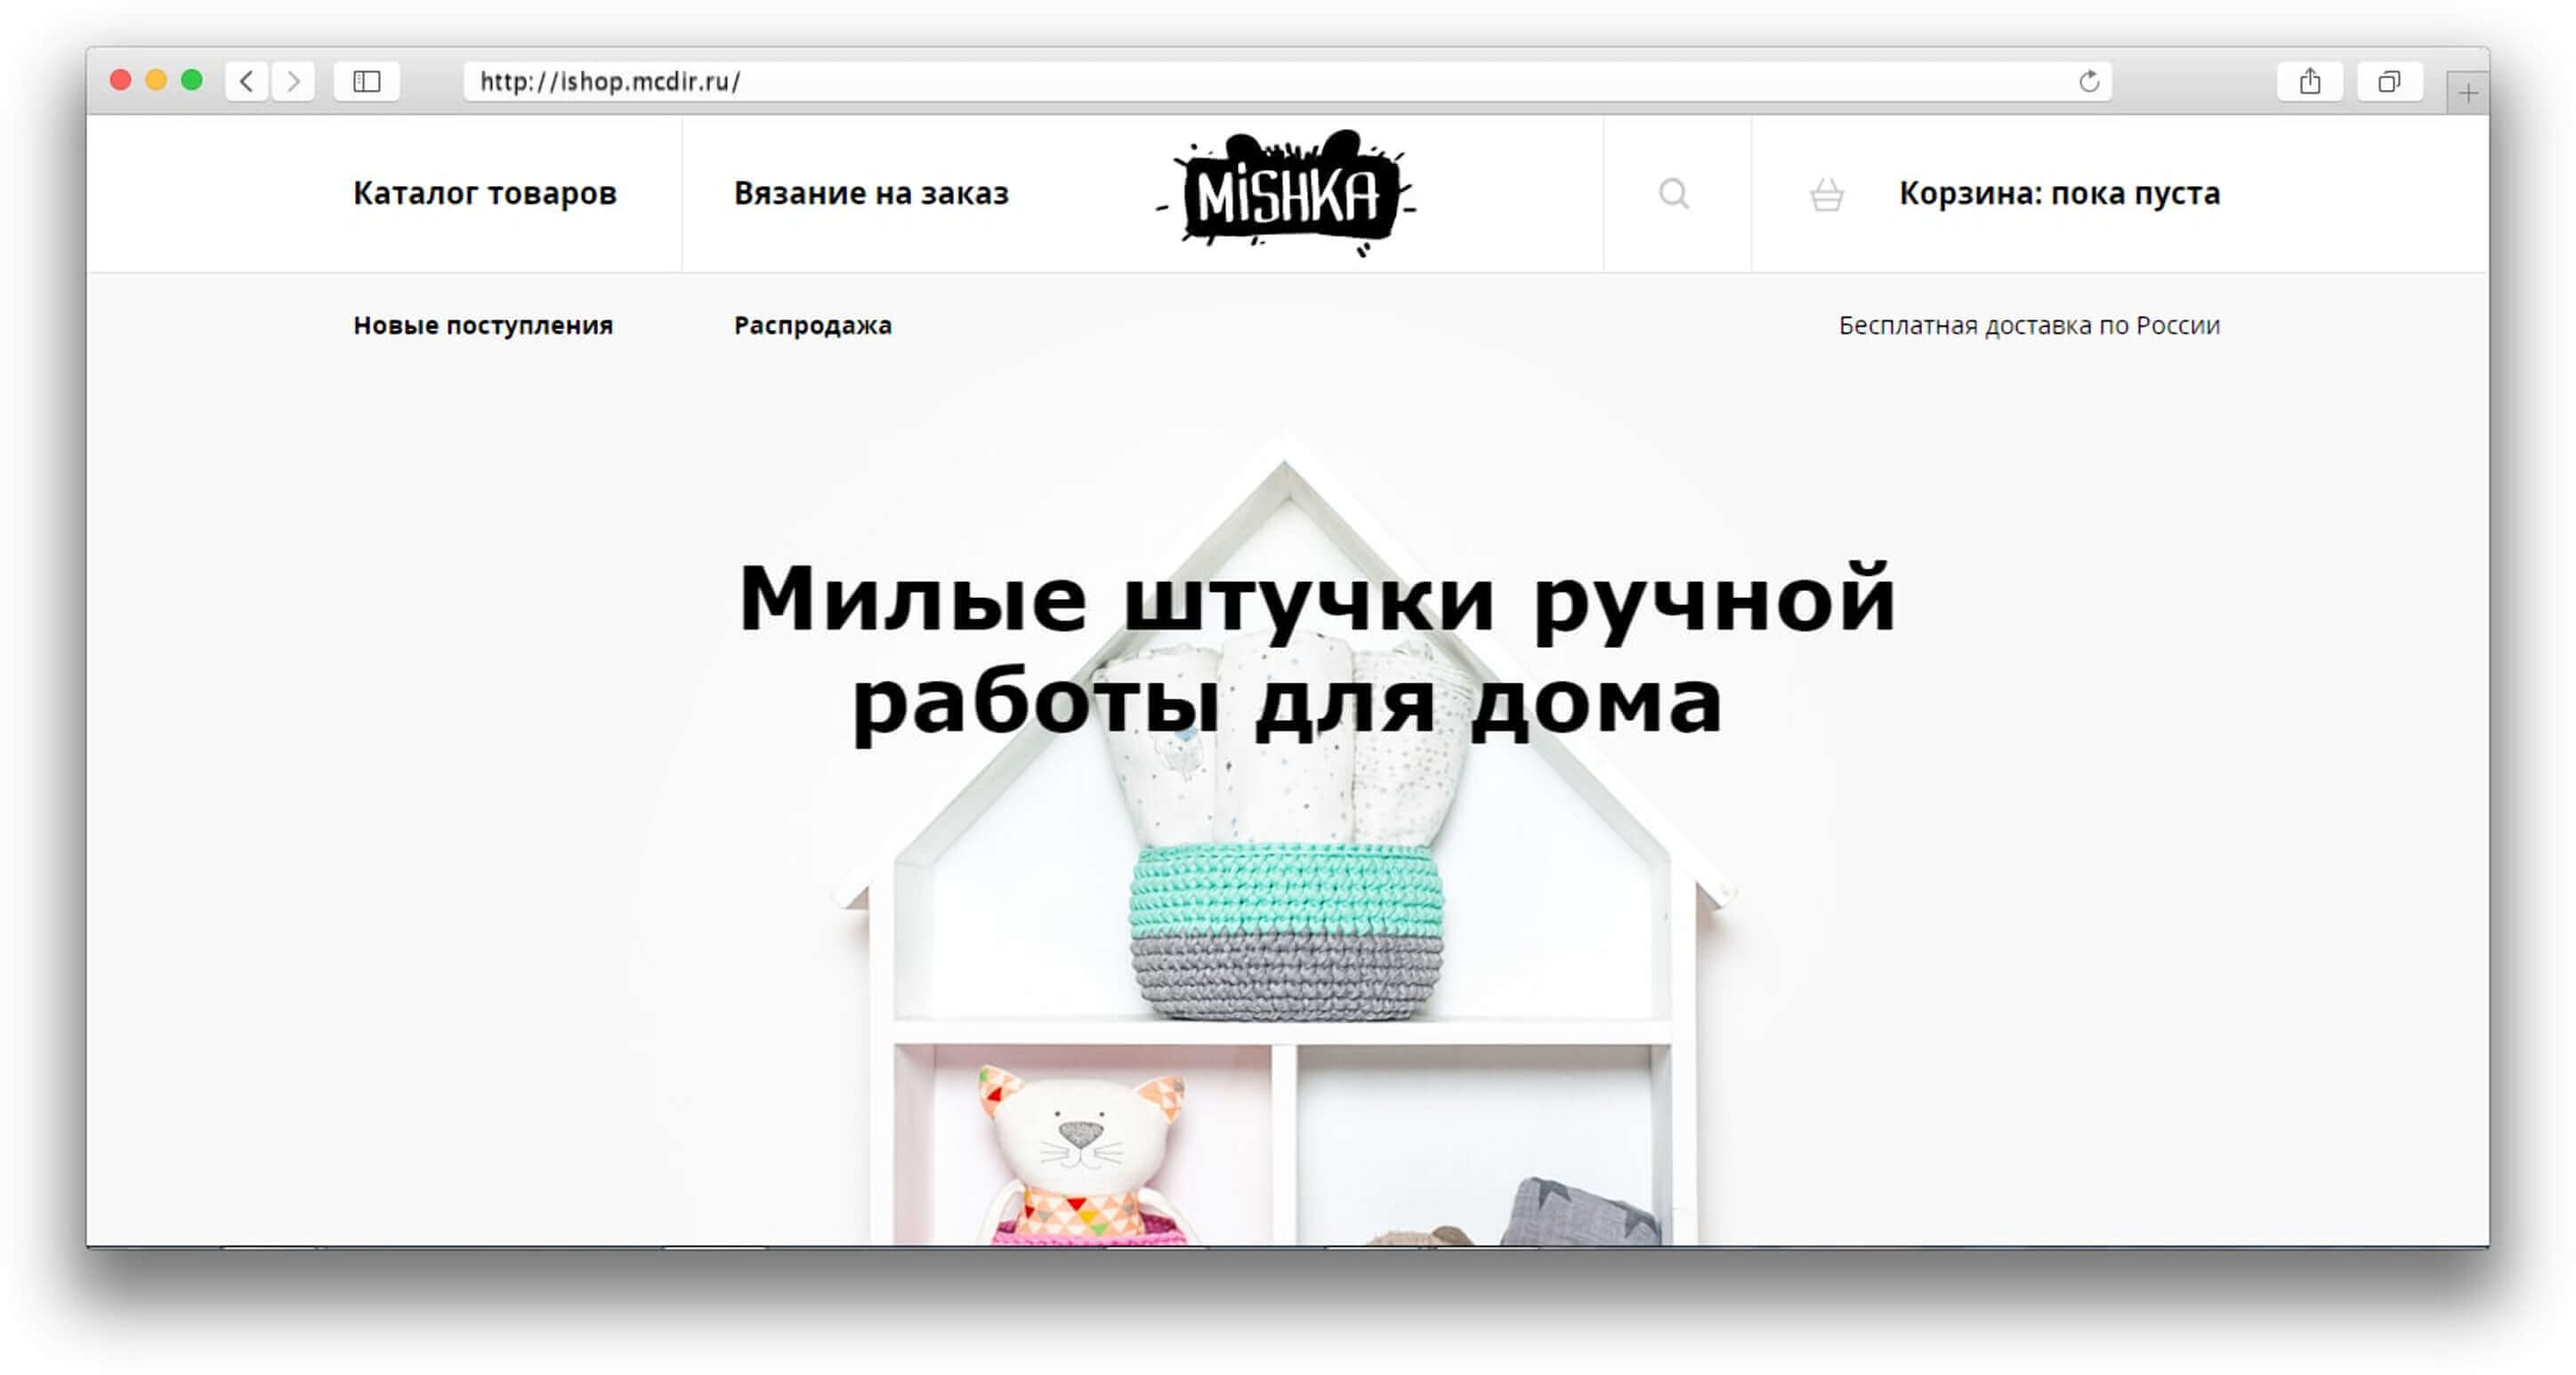 http://ishop.mcdir.ru/
Каталог товаров
Вязание на заказ
MiSHKA
Корзина: пока пуста
Новые поступления
Распродажа
Бесплатная доставка по России
Милые штучки ручной
работы для дома